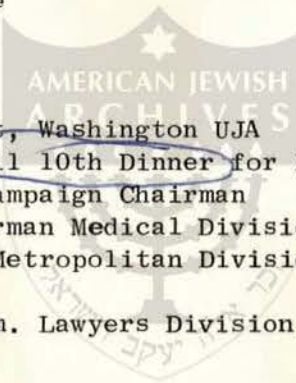 AMERICAN JEWISH
ARCHIVES
, Washington UJA
10th Dinner for
ampaign Chairman
rman Medical Divisi
Metropolitan Divisi
n. Lawyers Division